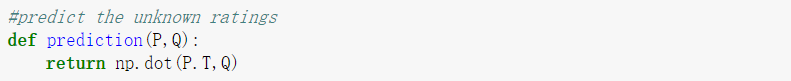 #predict the unknown ratings
def prediction(P,Q):
    return np.dot(P.T,Q)